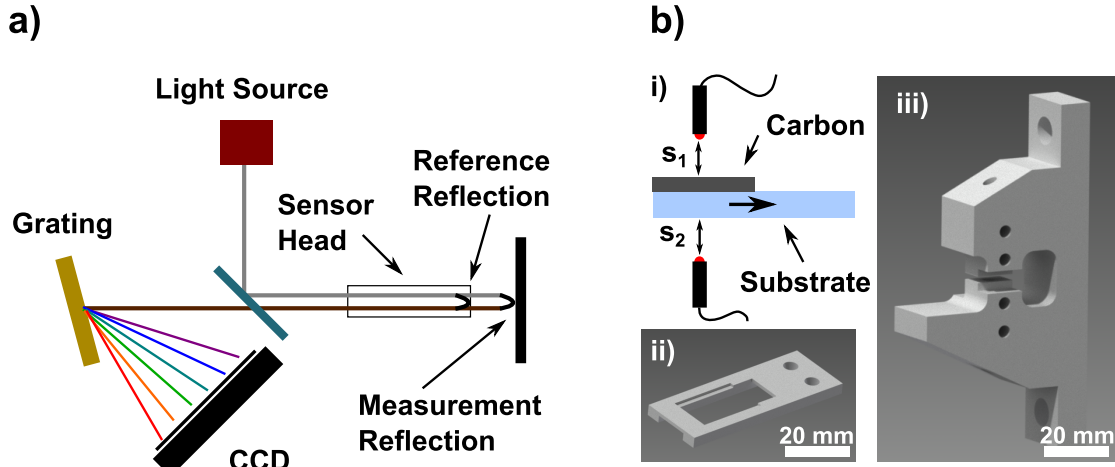 a)
Light Source
Grating
Sensor
Head
Reference
Reflection
Measurement
Reflection
CCD
b)
i)
Carbon
s1
s2
Substrate
ii)
20 mm
iii)
20 mm